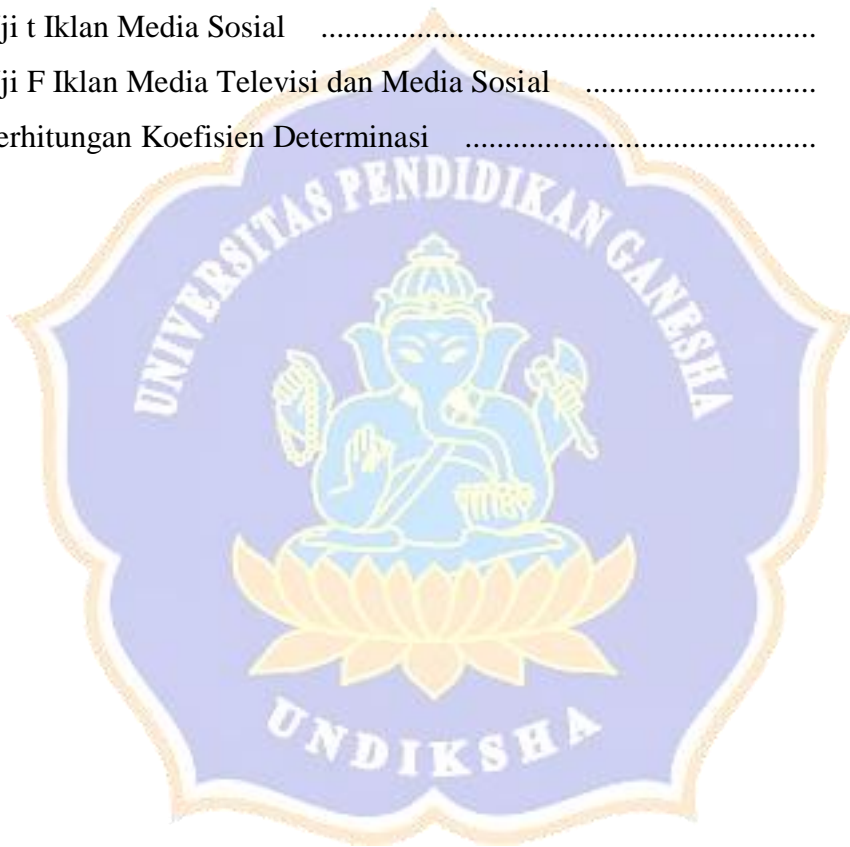 ji t Iklan Media Sosial ......................................................
ji F Iklan Media Televisi dan Media Sosial .........................
erhitungan Koefisien Determinasi ......................................
UNIVERSITAS PENDIDIKAN GANESHA
UNDIKSHA